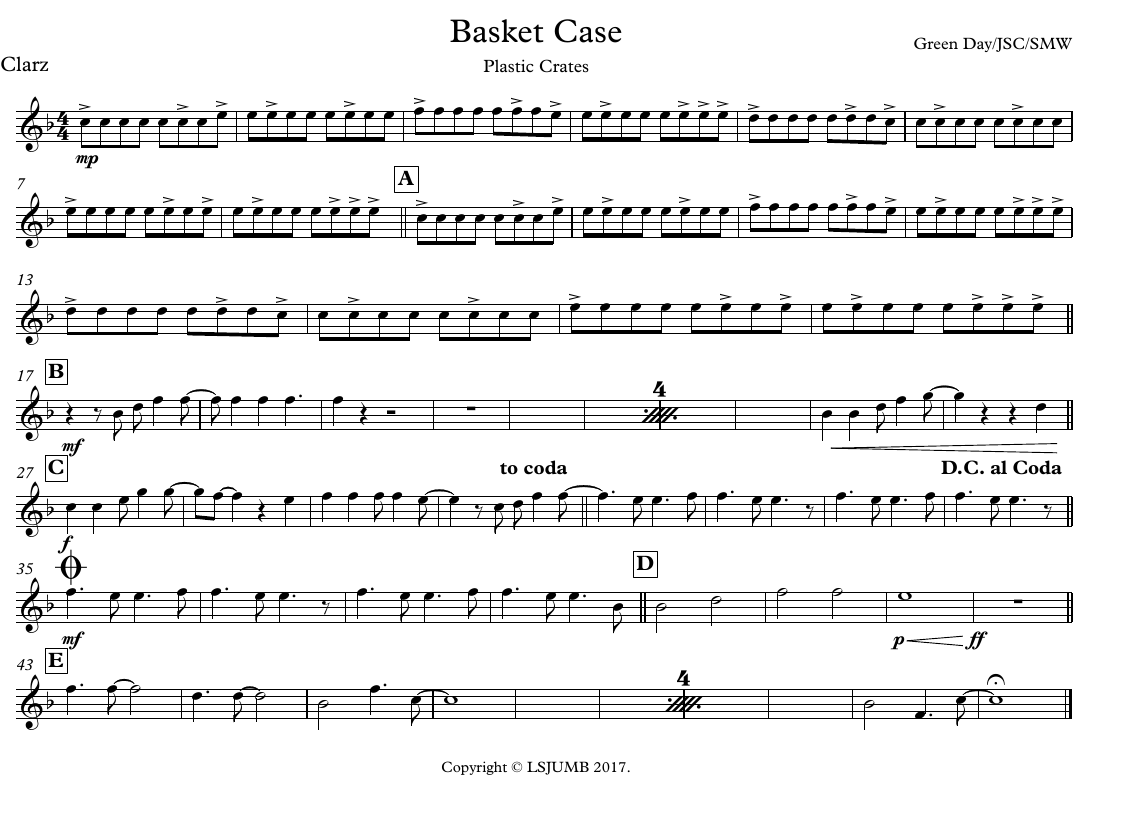 Basket Case
Green Day/JSC/SMW
Clarz
Plastic Crates
4
4
mp
7
A
13
17
B
4
mf
27
C
to coda
D.C. al Coda
f
35
D
mf
p
ff
43
E
4
Copyright © LSJUMB 2017.